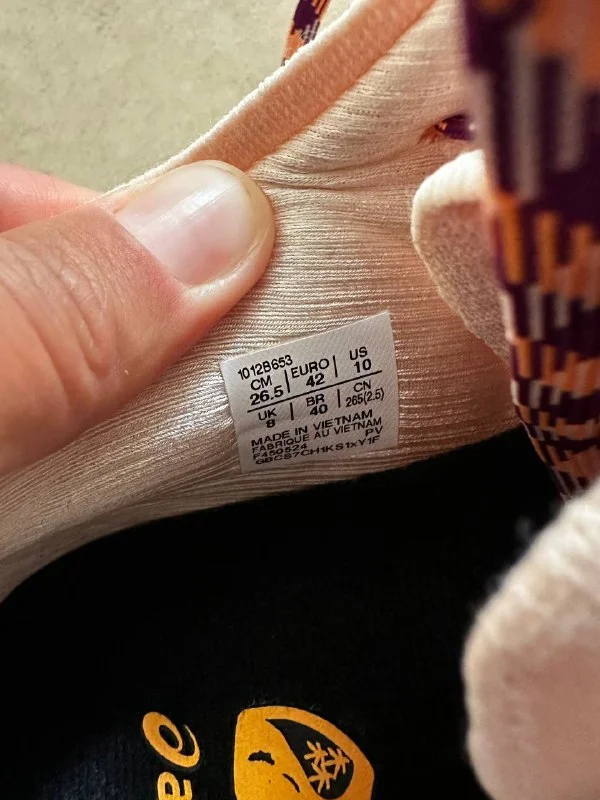 1012B653
CM EURO US
26.5 42 10
UK BR CN
8 40 265(2.5)
MADE IN VIETNAM
FABRIQUE AU VIETNAM
F450524 PV
GBCS7CH1KS1xY1F